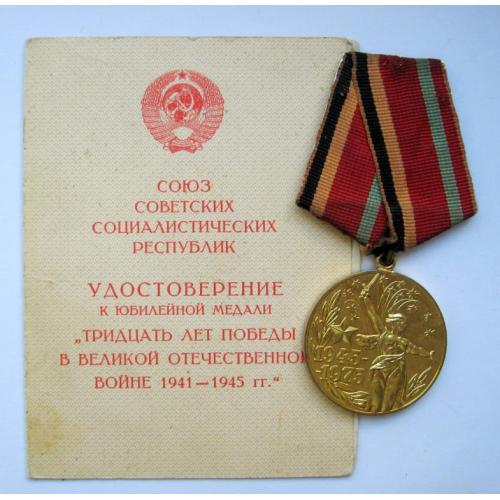 СОЮЗ
СОВЕТСКИХ
СОЦИАЛИСТИЧЕСКИХ
РЕСПУБЛИК
УДОСТОВЕРЕНИЕ
К ЮБИЛЕЙНОЙ МЕДАЛИ
„ТРИДЦАТЬ ЛЕТ ПОБЕДЫ
В ВЕЛИКОЙ ОТЕЧЕСТВЕННОЙ
ВОЙНЕ 1941—1945 гг.“
1945-
-1975